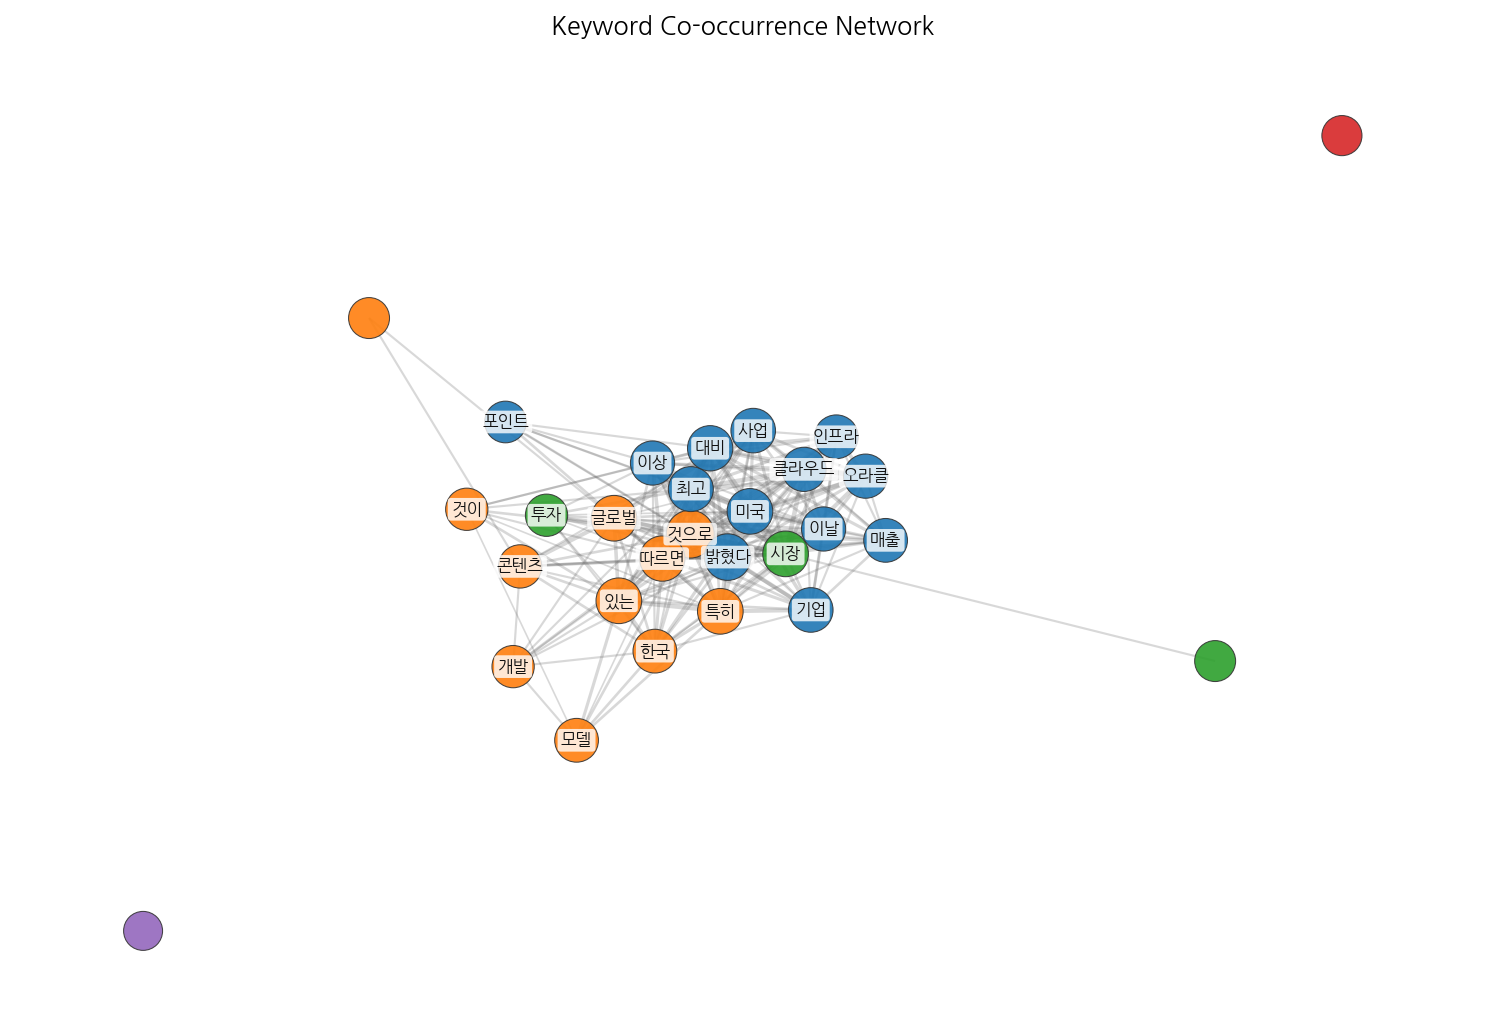 Keyword Co-occurrence Network
포인트
사업
인프라
대비
이상
클라우드
오라클
최고
것이
투자
글로벌
미국
것으로
이날
매출
따르면
밝혔다
시장
콘텐츠
있는
특히
기업
한국
개발
모델